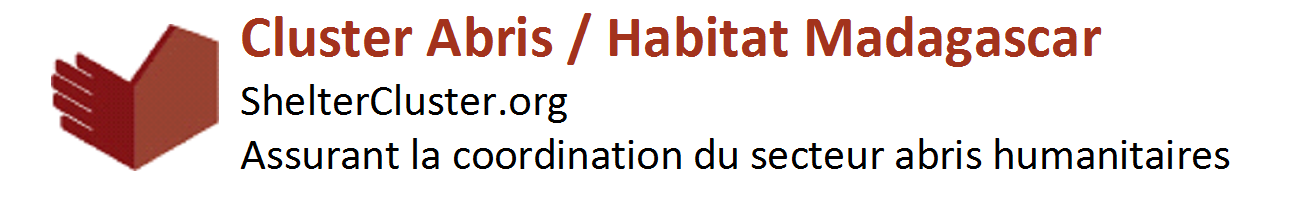 Cluster Abris / Habitat Madagascar
ShelterCluster.org
Assurant la coordination du secteur abris humanitaires